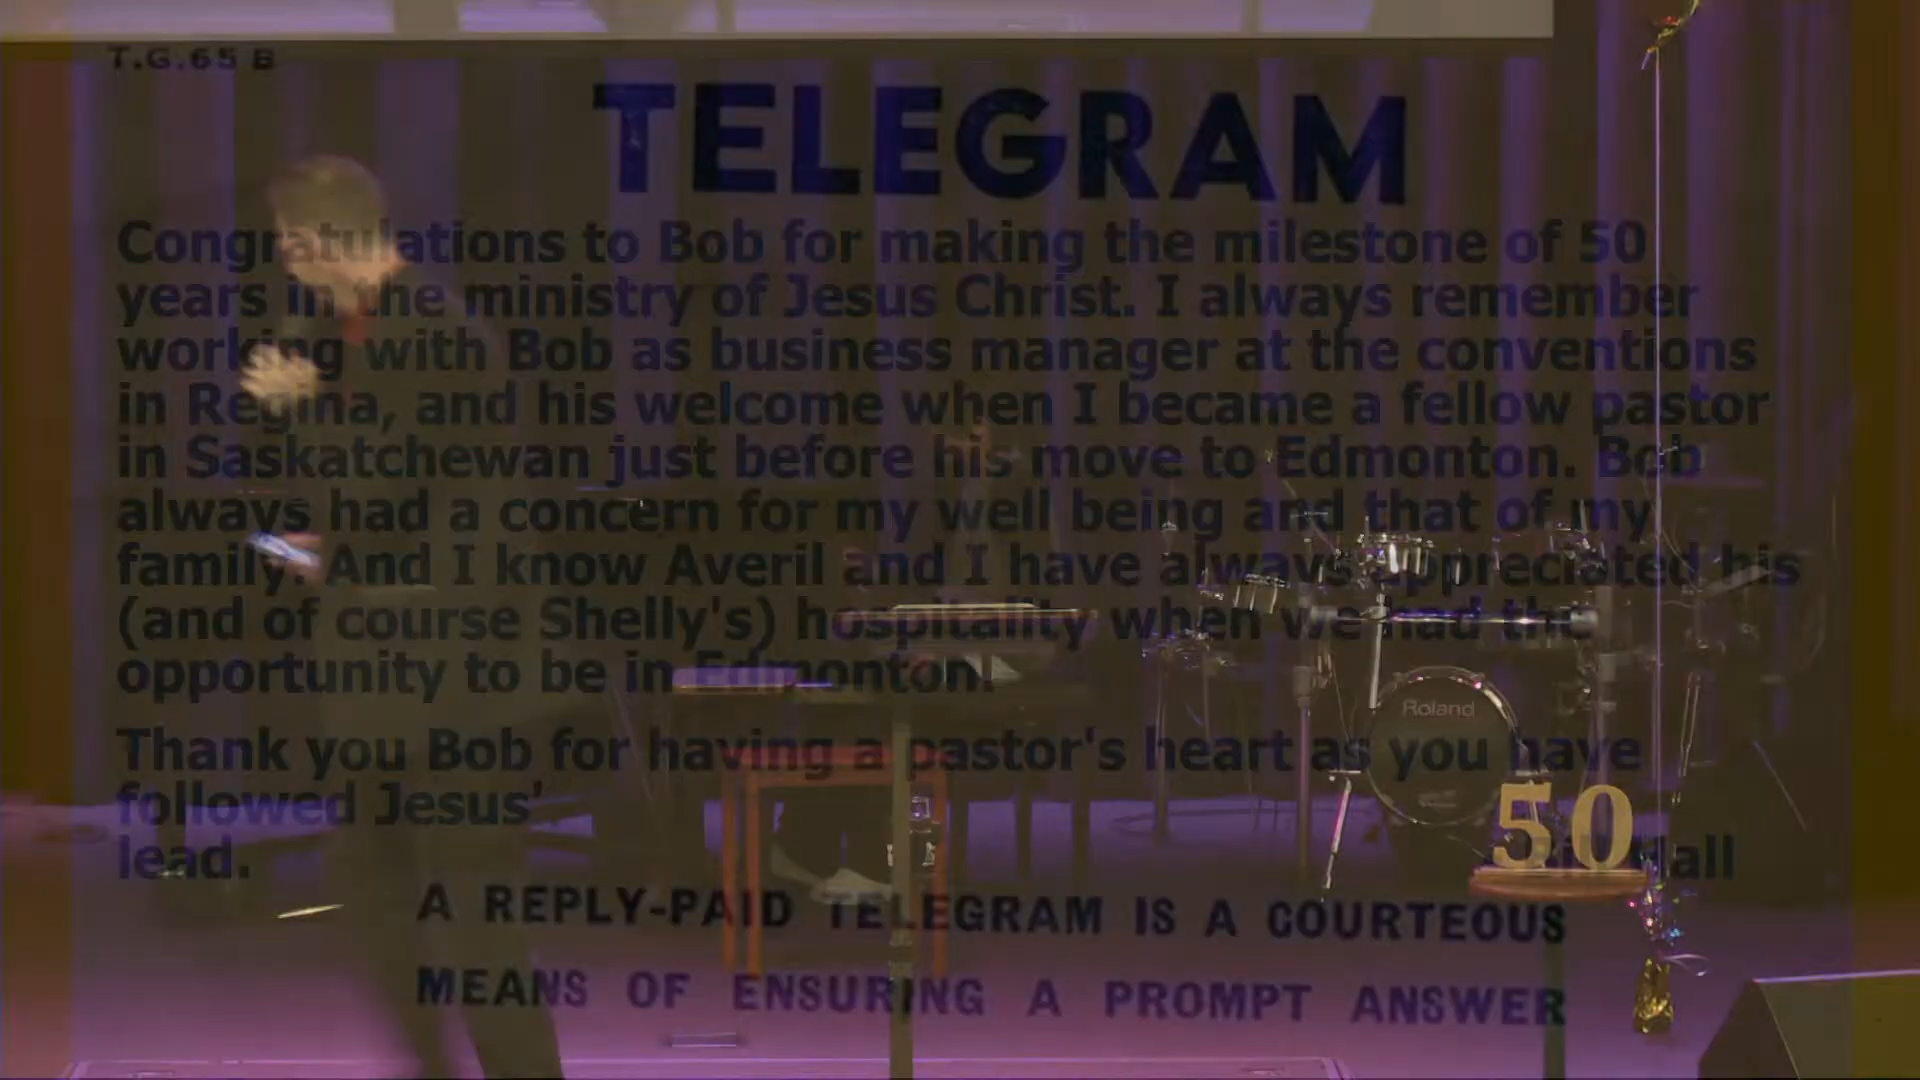 T.G.65 B
TELEGRAM
Congratulations to Bob for making the milestone of 50
years in the ministry of Jesus Christ. I always remember
working with Bob as business manager at the conventions
in Regina, and his welcome when I became a fellow pastor
in Saskatchewan just before his move to Edmonton. Bob
always had a concern for my well being and that of my
family. And I know Averil and I have always appreciated his
(and of course Shelly's) hospitality when we had the
opportunity to be in Edmonton.
Thank you Bob for having a pastor's heart as you have
followed Jesus'
lead.
Hall
A REPLY-PAID TELEGRAM IS A COURTEOUS
MEANS OF ENSURING A PROMPT ANSWER
Roland
50